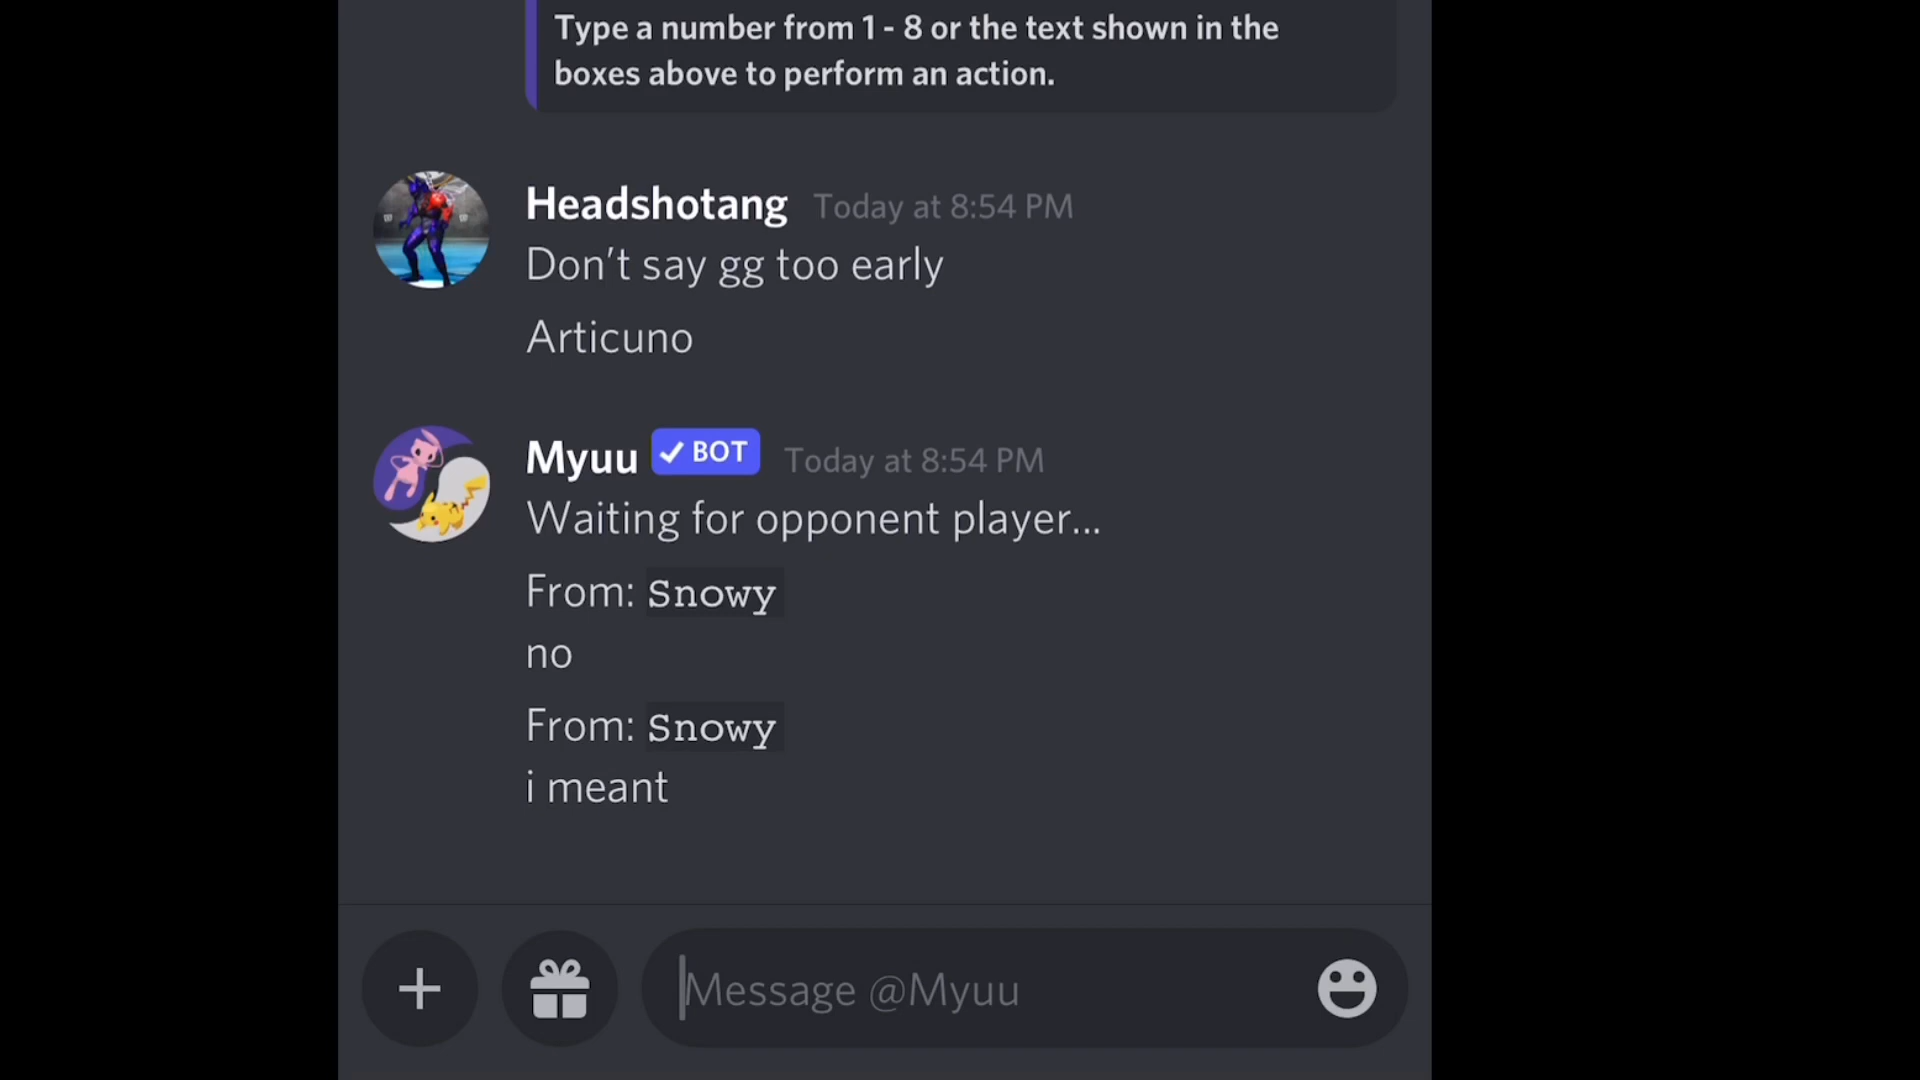 Type a number from 1 - 8 or the text shown in the
boxes above to perform an action.
Headshotang Today at 8:54 PM
Don’t say gg too early
Articuno
Myuu ✓ BOT Today at 8:54 PM
Waiting for opponent player...
From: Snowy
no
From: Snowy
i meant
Message @Myuu